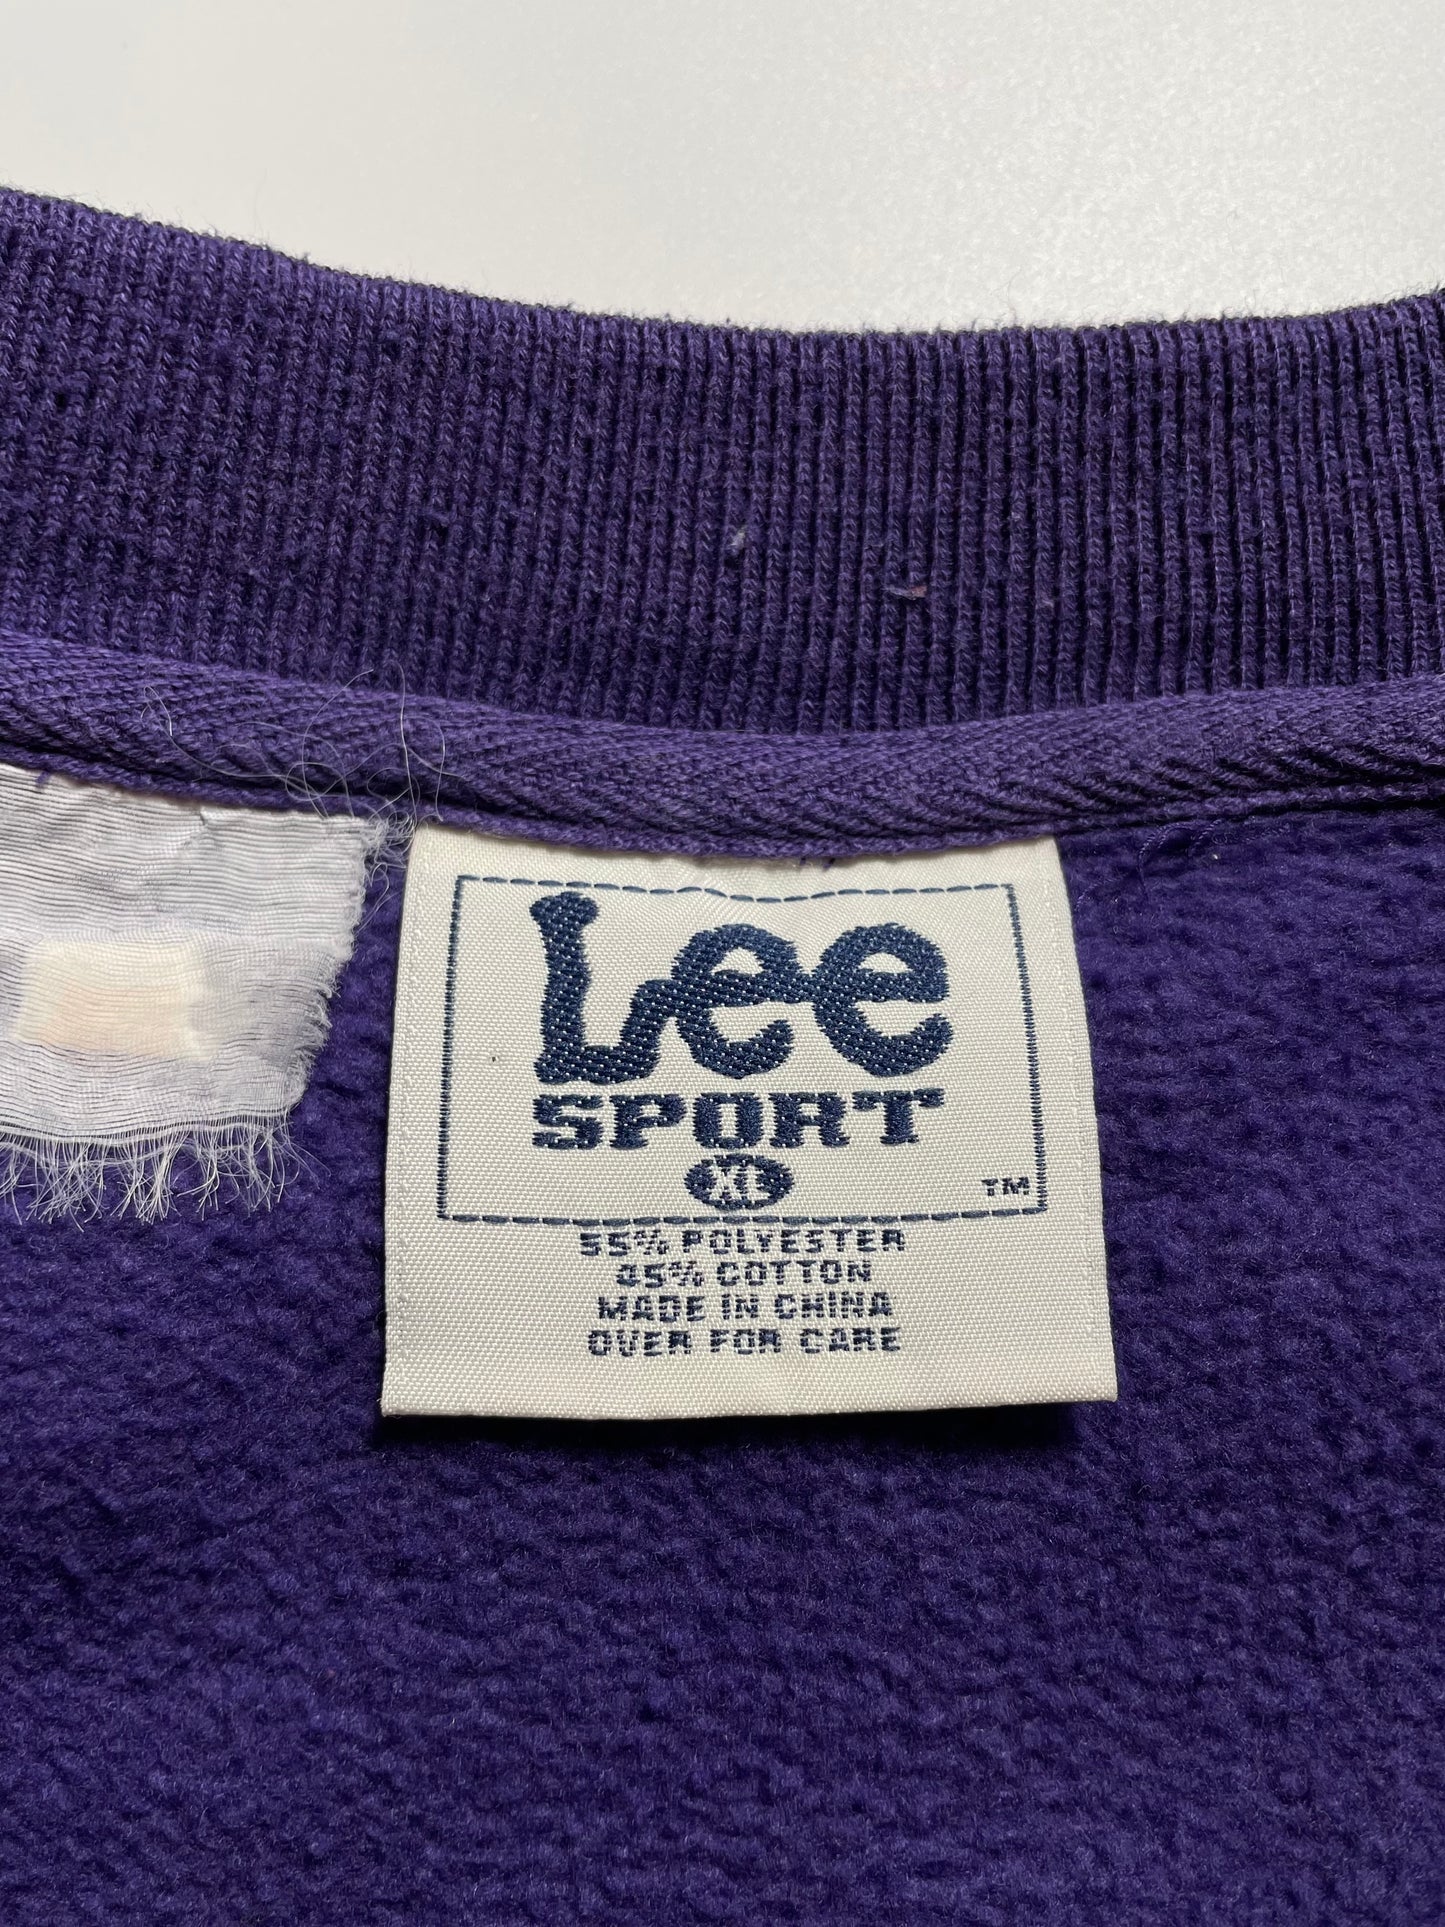 Lee
SPORT
XL
TM
55% POLYESTER
45% COTTON
MADE IN CHINA
OVER FOR CARE